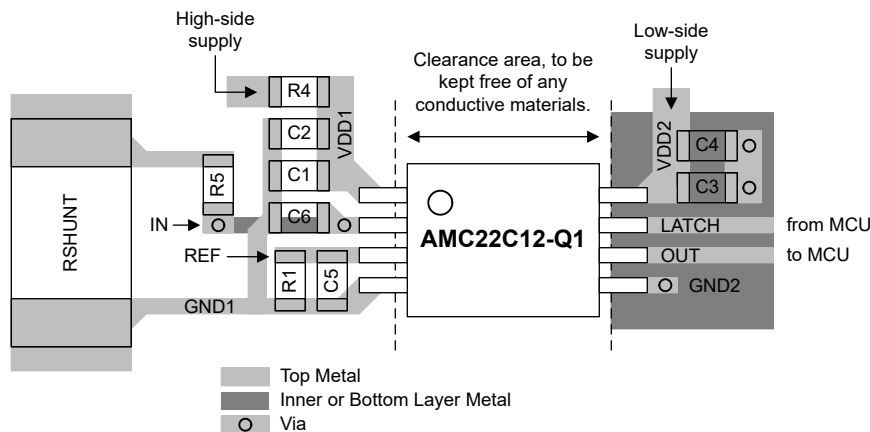 High-side
supply
Low-side
supply
Clearance area, to be
kept free of any
conductive materials.
R4
C2
C1
C6
VDD1
R5
RSHUNT
IN
REF
R1
C5
GND1
AMC22C12-Q1
VDD2
C4
C3
LATCH
from MCU
OUT
to MCU
GND2
Top Metal
Inner or Bottom Layer Metal
Via